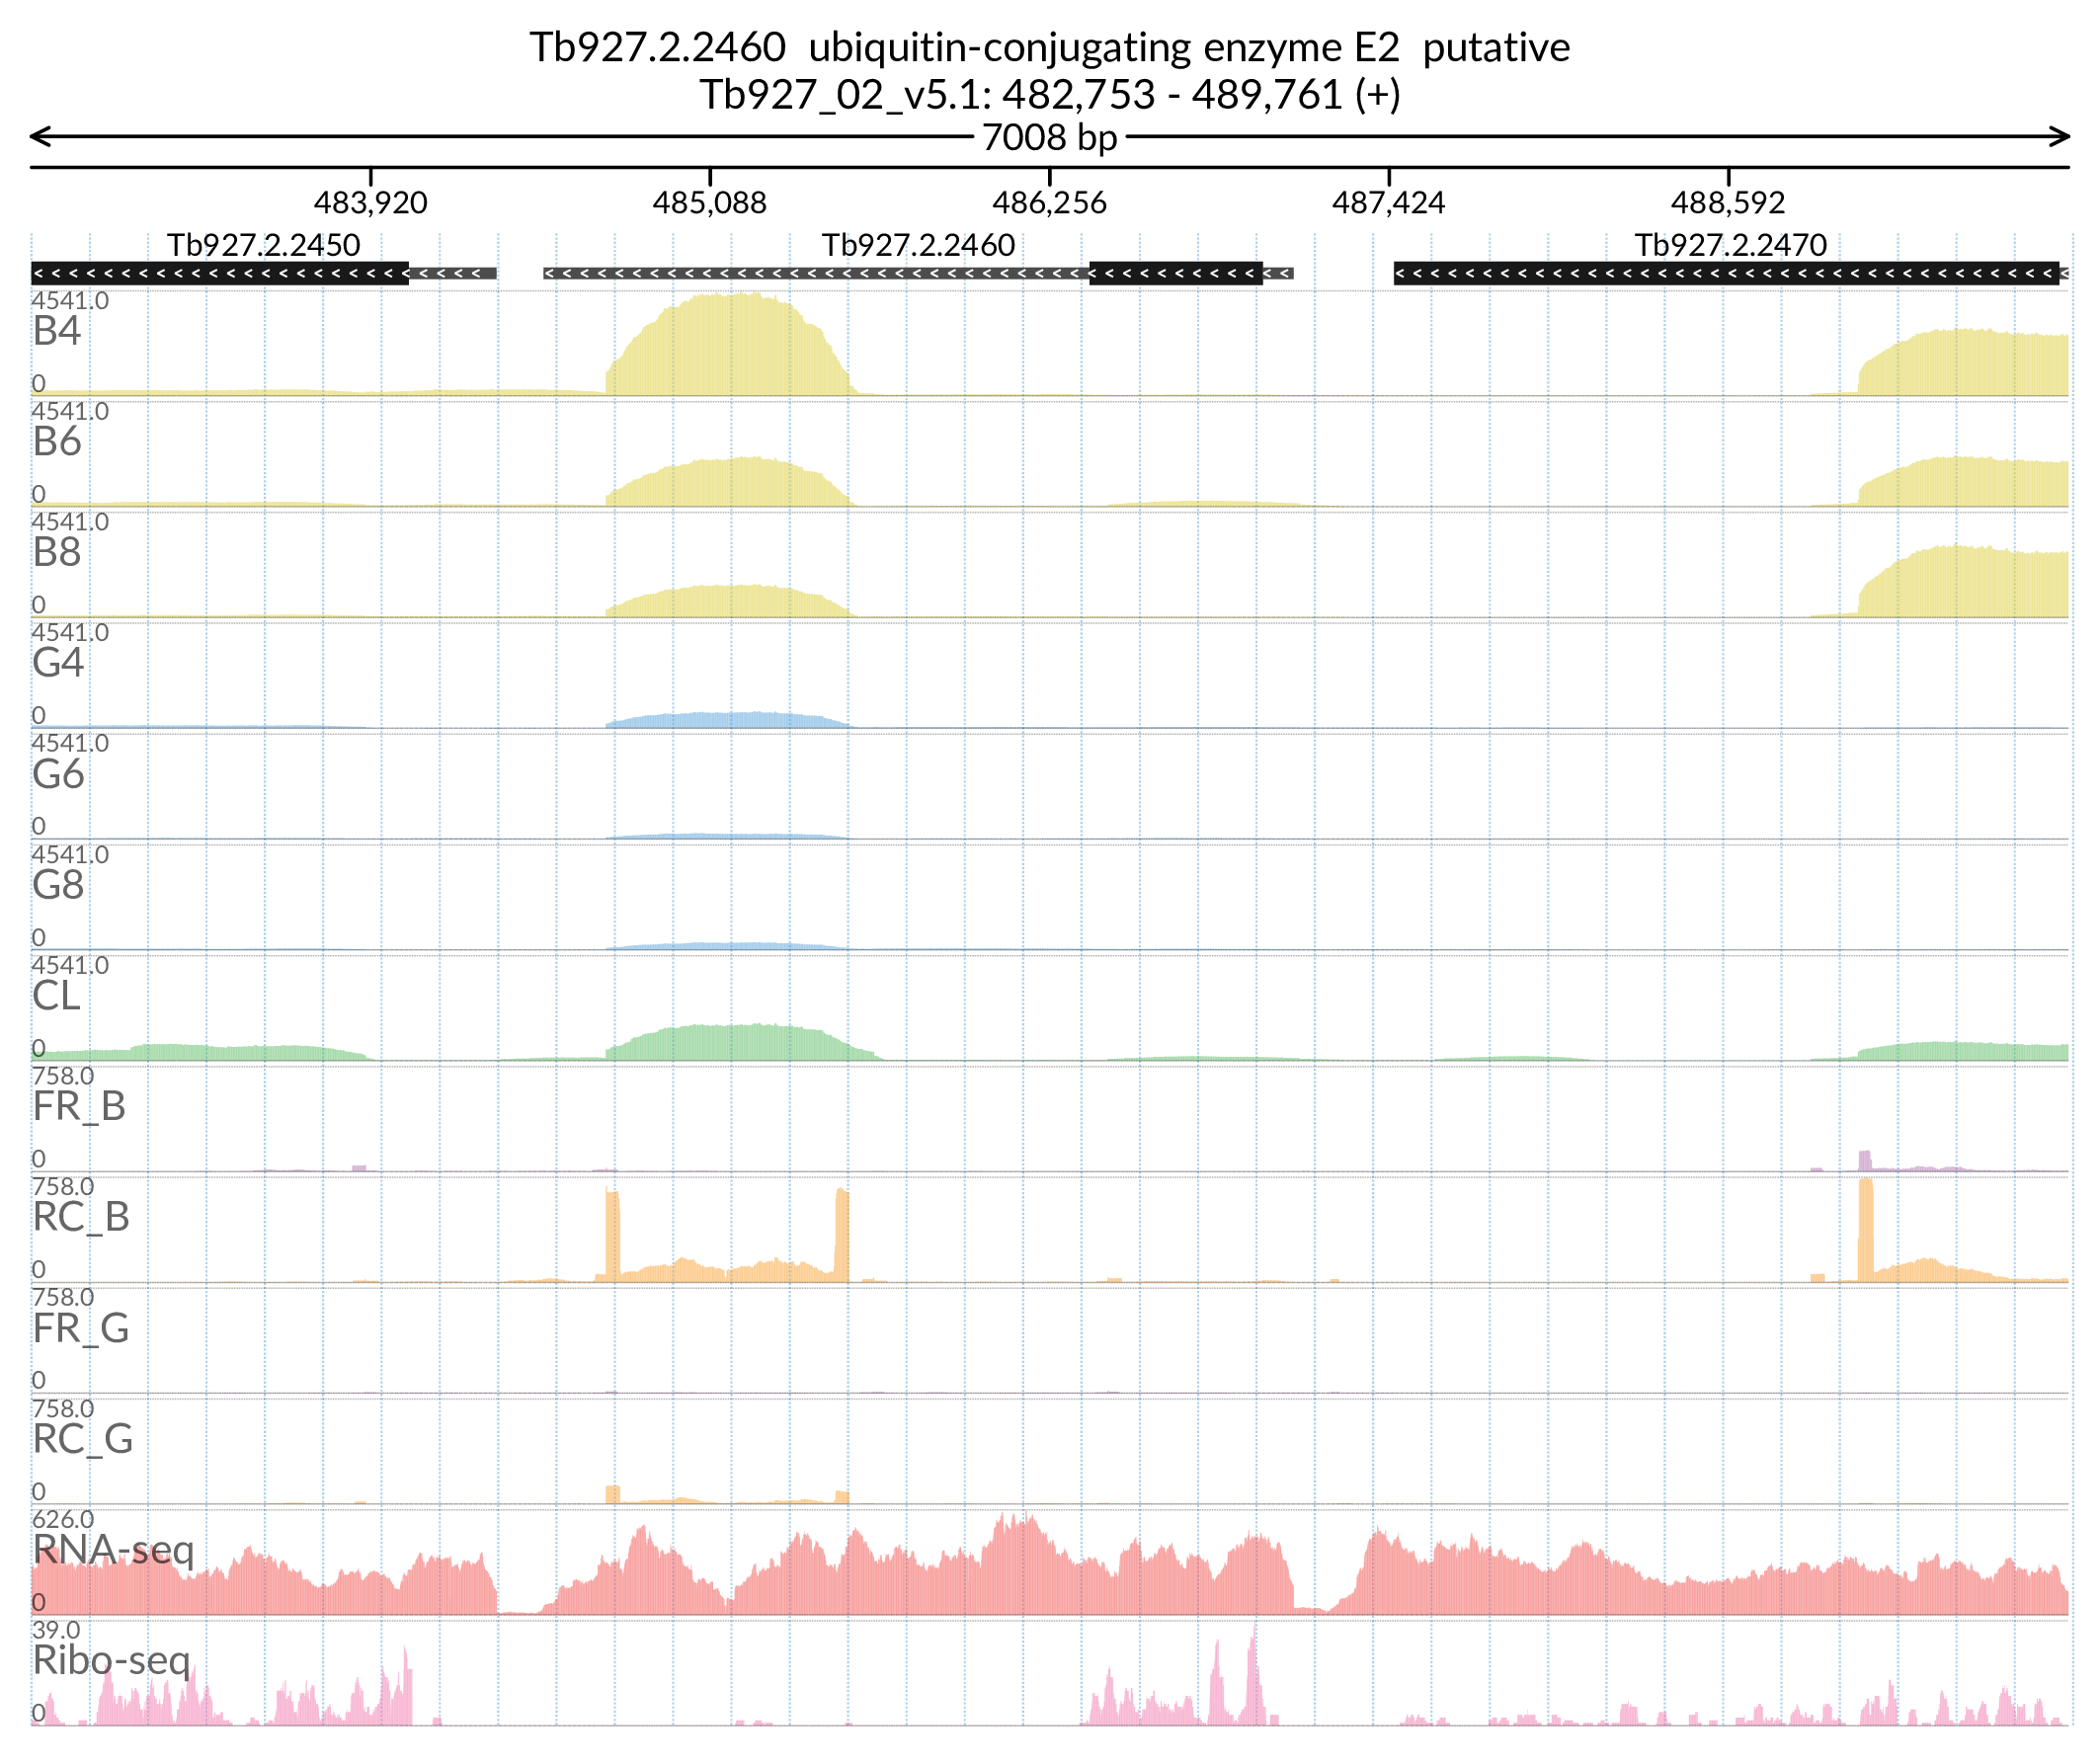 Tb927.2.2460 ubiquitin-conjugating enzyme E2 putative
Tb927_02_v5.1: 482,753 - 489,761 (+)
7008 bp
483,920 485,088 486,256 487,424 488,592
Tb927.2.2450 Tb927.2.2460 Tb927.2.2470
4541.0
B4
0
4541.0
B6
0
4541.0
B8
0
4541.0
G4
0
4541.0
G6
0
4541.0
G8
0
4541.0
CL
0
758.0
FR_B
0
758.0
RC_B
0
758.0
FR_G
0
758.0
RC_G
0
626.0
RNA-seq
0
39.0
Ribo-seq
0